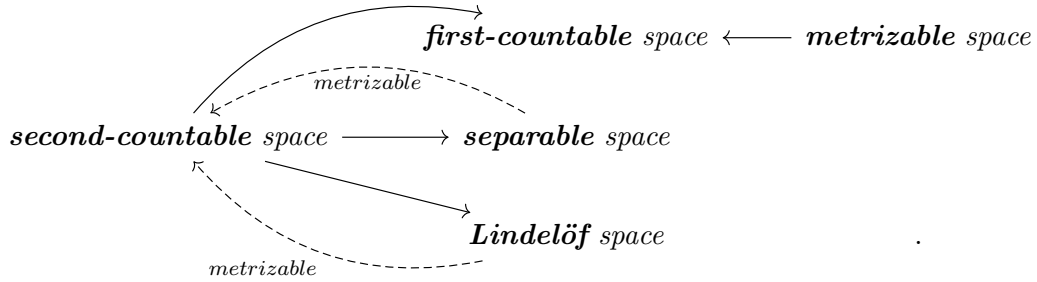 first-countable space metrizable space
metrizable
second-countable space separable space
Lindelöf space .
metrizable